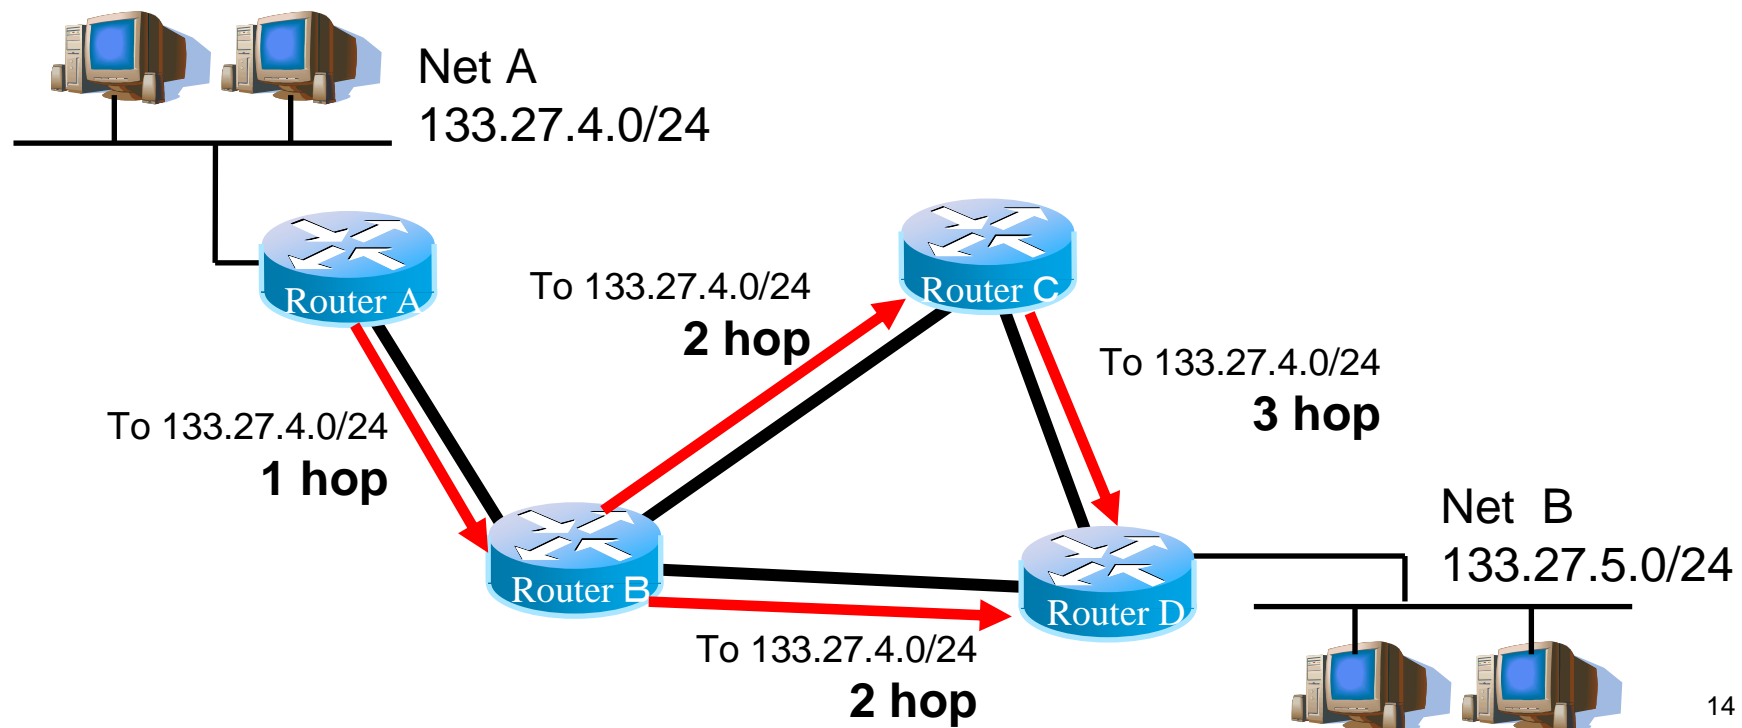 Net A
133.27.4.0/24
Router A
To 133.27.4.0/24
2 hop
Router C
To 133.27.4.0/24
3 hop
To 133.27.4.0/24
1 hop
Router B
Router D
Net B
133.27.5.0/24
To 133.27.4.0/24
2 hop
14